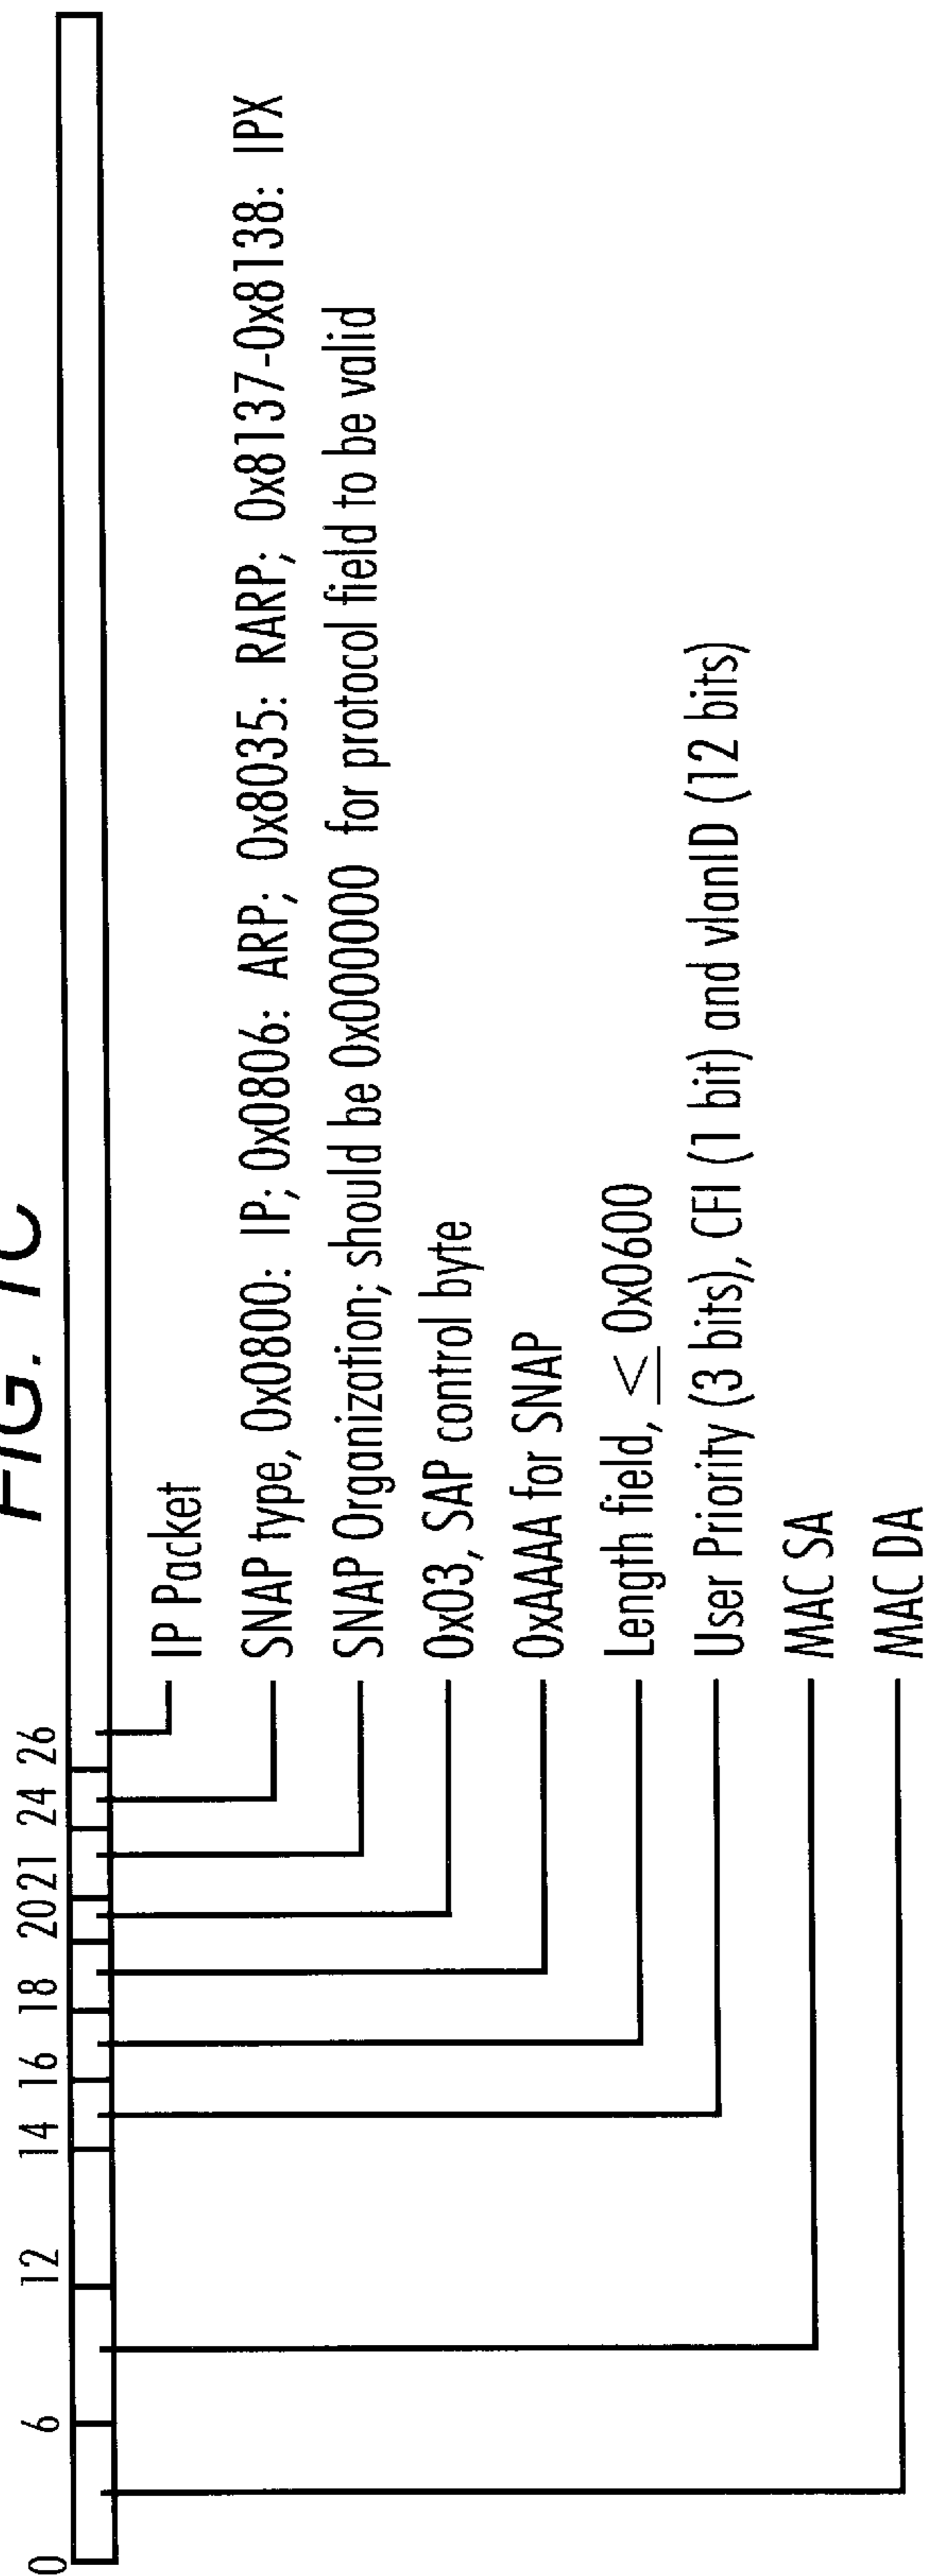 FIG. 1C
0 6 12 14 16 18 20 21 24 26
IP Packet
SNAP type, 0x0800: IP; 0x0806: ARP; 0x8035: RARP; 0x8137-0x8138: IPX
SNAP Organization; should be 0x000000 for protocol field to be valid
0x03, SAP control byte
0xAAAA for SNAP
Length field, ≤ 0x0600
User Priority (3 bits), CFI (1 bit) and vlanID (12 bits)
MAC SA
MAC DA